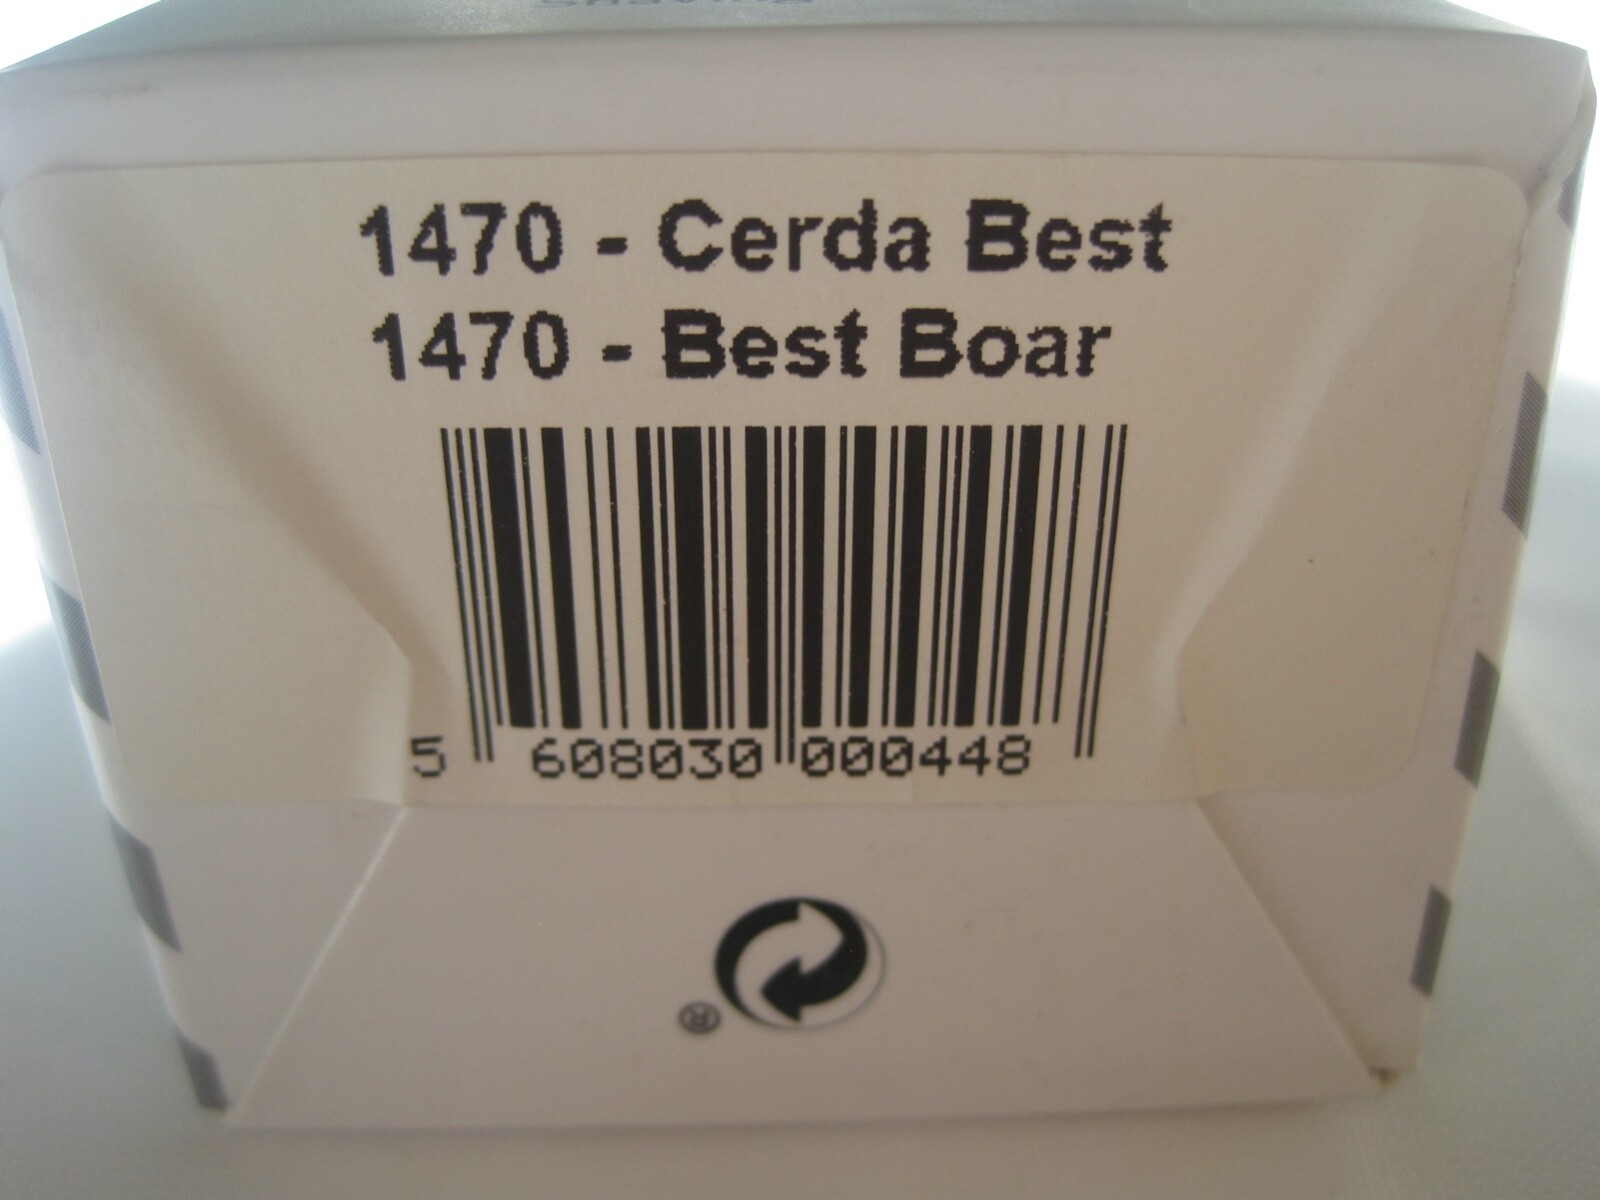 1470 - Cerda Best
1470 - Best Boar
5 608030 000448
®